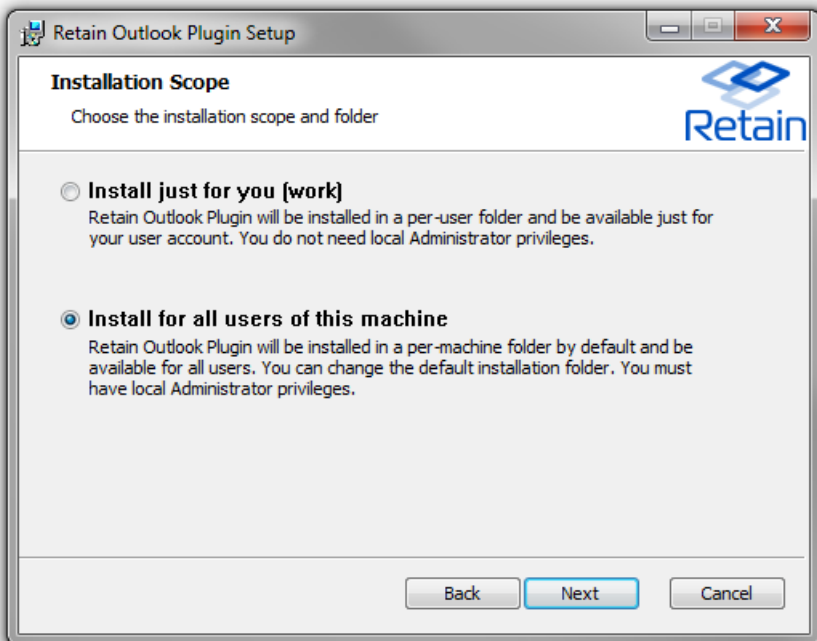 Retain Outlook Plugin Setup
Installation Scope
Choose the installation scope and folder
Retain
Install just for you (work)
Retain Outlook Plugin will be installed in a per-user folder and be available just for
your user account. You do not need local Administrator privileges.
Install for all users of this machine
Retain Outlook Plugin will be installed in a per-machine folder by default and be
available for all users. You can change the default installation folder. You must
have local Administrator privileges.
Back Next Cancel